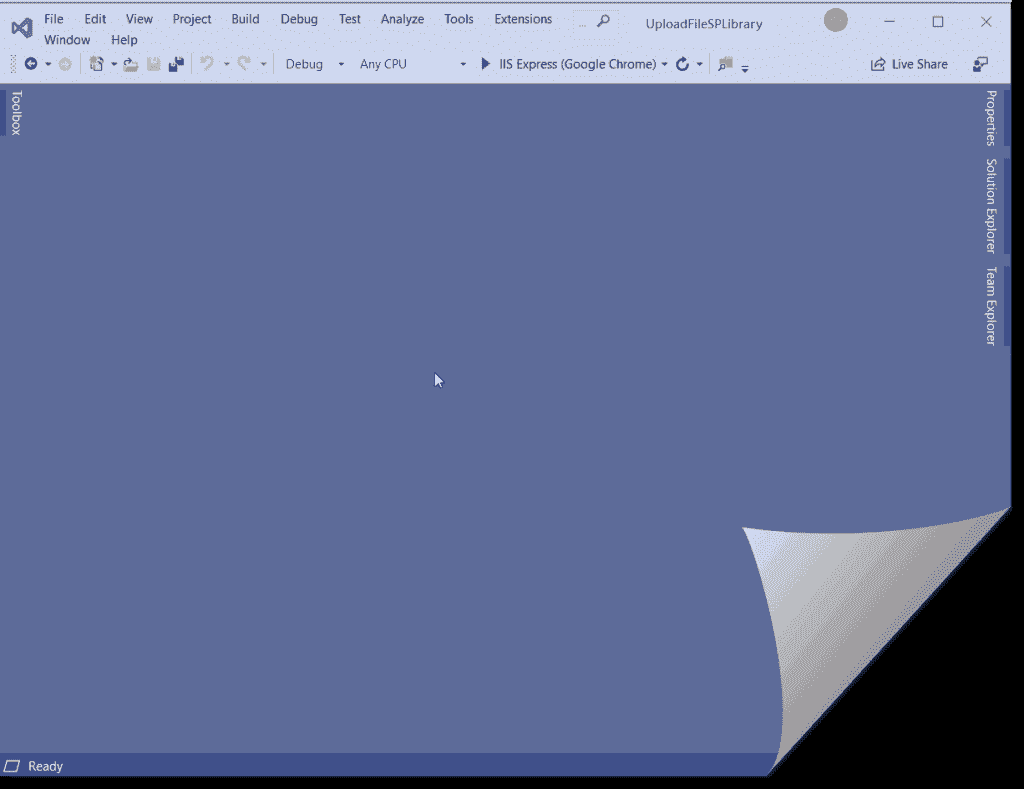 File Edit View Project Build Debug Test Analyze Tools Extensions ... UploadFileSPLibrary
Window Help
Debug Any CPU IIS Express (Google Chrome) Live Share
Toolbox
Properties
Solution Explorer
Team Explorer
Ready